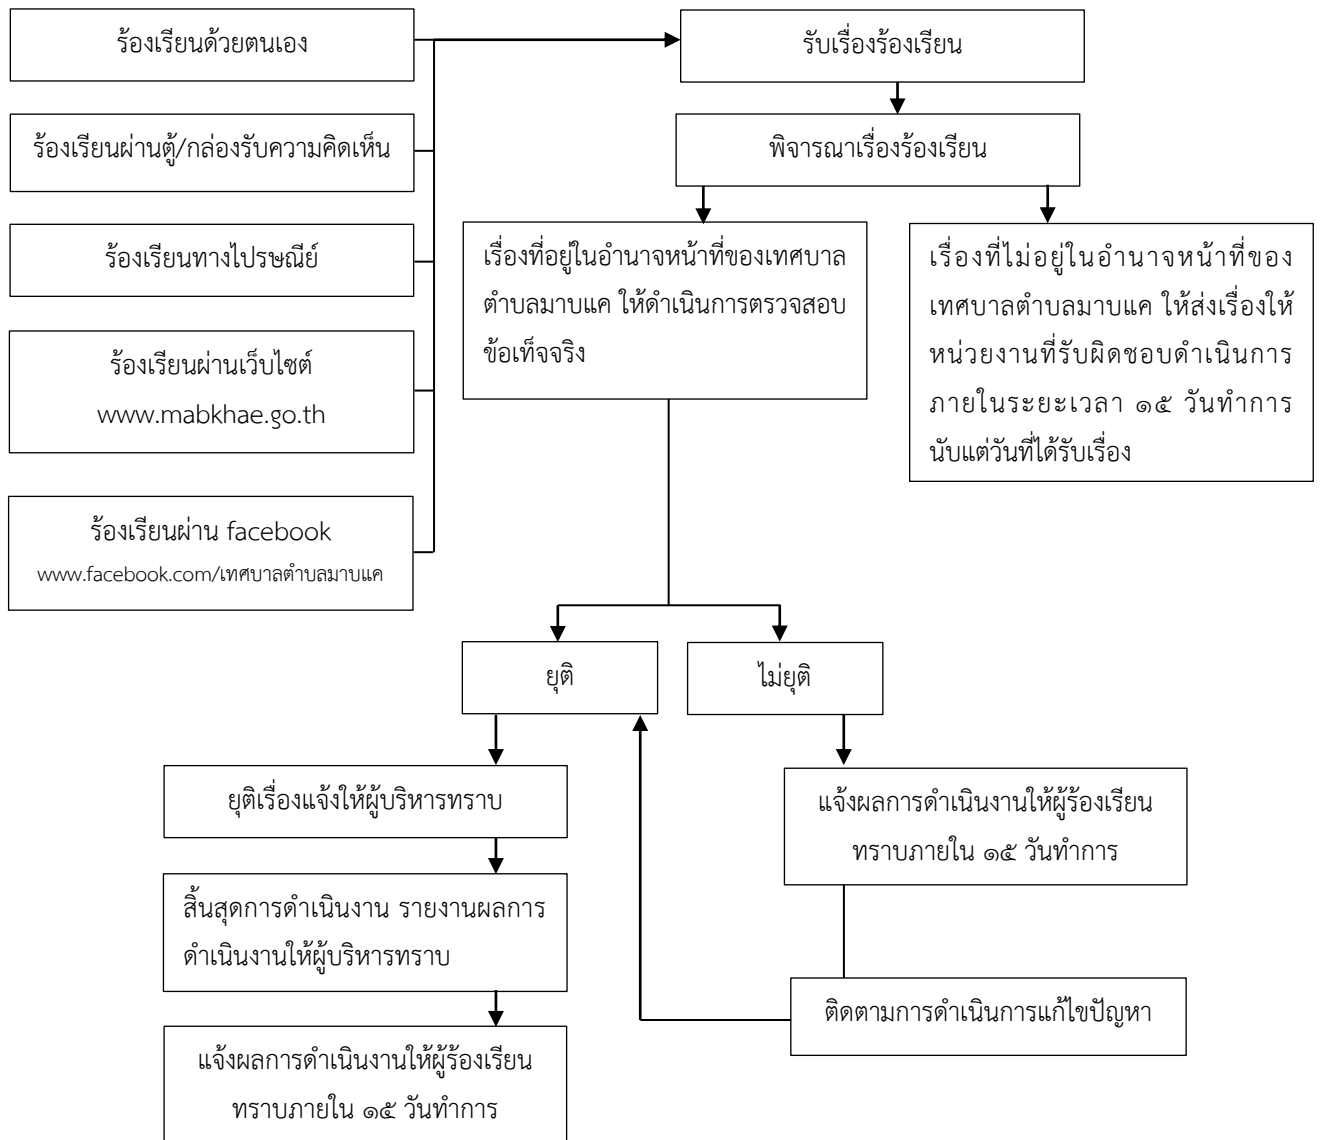 ร้องเรียนด้วยตนเอง
ร้องเรียนผ่านตู้/กล่องรับความคิดเห็น
ร้องเรียนทางไปรษณีย์
ร้องเรียนผ่านเว็บไซต์
www.mabkhae.go.th
ร้องเรียนผ่าน facebook
www.facebook.com/เทศบาลตำบลมาบแค
รับเรื่องร้องเรียน
พิจารณาเรื่องร้องเรียน
เรื่องที่อยู่ในอำนาจหน้าที่ของเทศบาล
ตำบลมาบแค ให้ดำเนินการตรวจสอบ
ข้อเท็จจริง
เรื่องที่ไม่อยู่ในอำนาจหน้าที่ของ
เทศบาลตำบลมาบแค ให้ส่งเรื่องให้
หน่วยงานที่รับผิดชอบดำเนินการ
ภายในระยะเวลา ๑๕ วันทำการ
นับแต่วันที่ได้รับเรื่อง
ยุติ
ไม่ยุติ
ยุติเรื่องแจ้งให้ผู้บริหารทราบ
สิ้นสุดการดำเนินงาน รายงานผลการ
ดำเนินงานให้ผู้บริหารทราบ
แจ้งผลการดำเนินงานให้ผู้ร้องเรียน
ทราบภายใน ๑๕ วันทำการ
แจ้งผลการดำเนินงานให้ผู้ร้องเรียน
ทราบภายใน ๑๕ วันทำการ
ติดตามการดำเนินการแก้ไขปัญหา